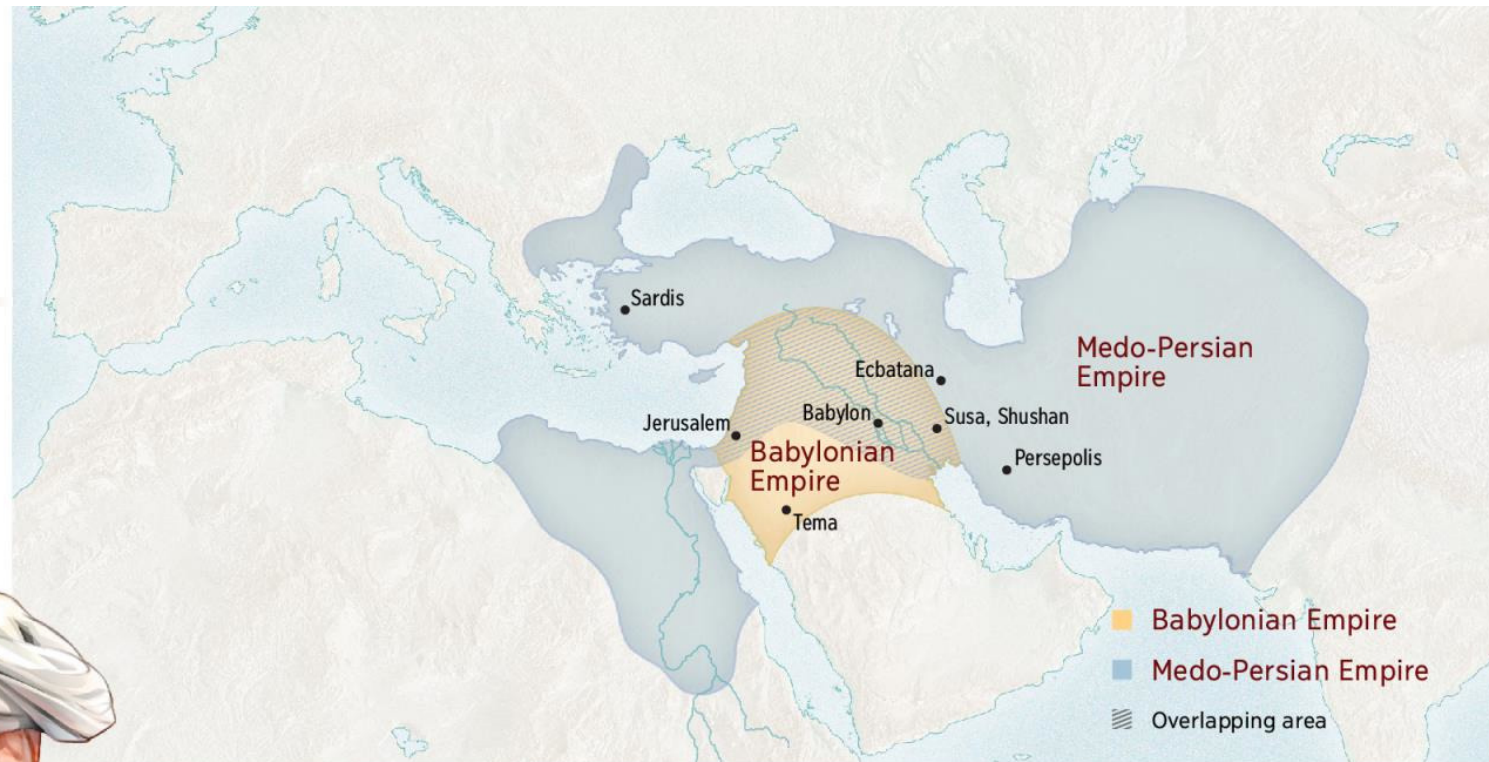 Sardis
Medo-Persian
Empire
Ecbatana
Babylon
Susa, Shushan
Jerusalem
Babylonian
Empire
Persepolis
Tema
Babylonian Empire
Medo-Persian Empire
Overlapping area